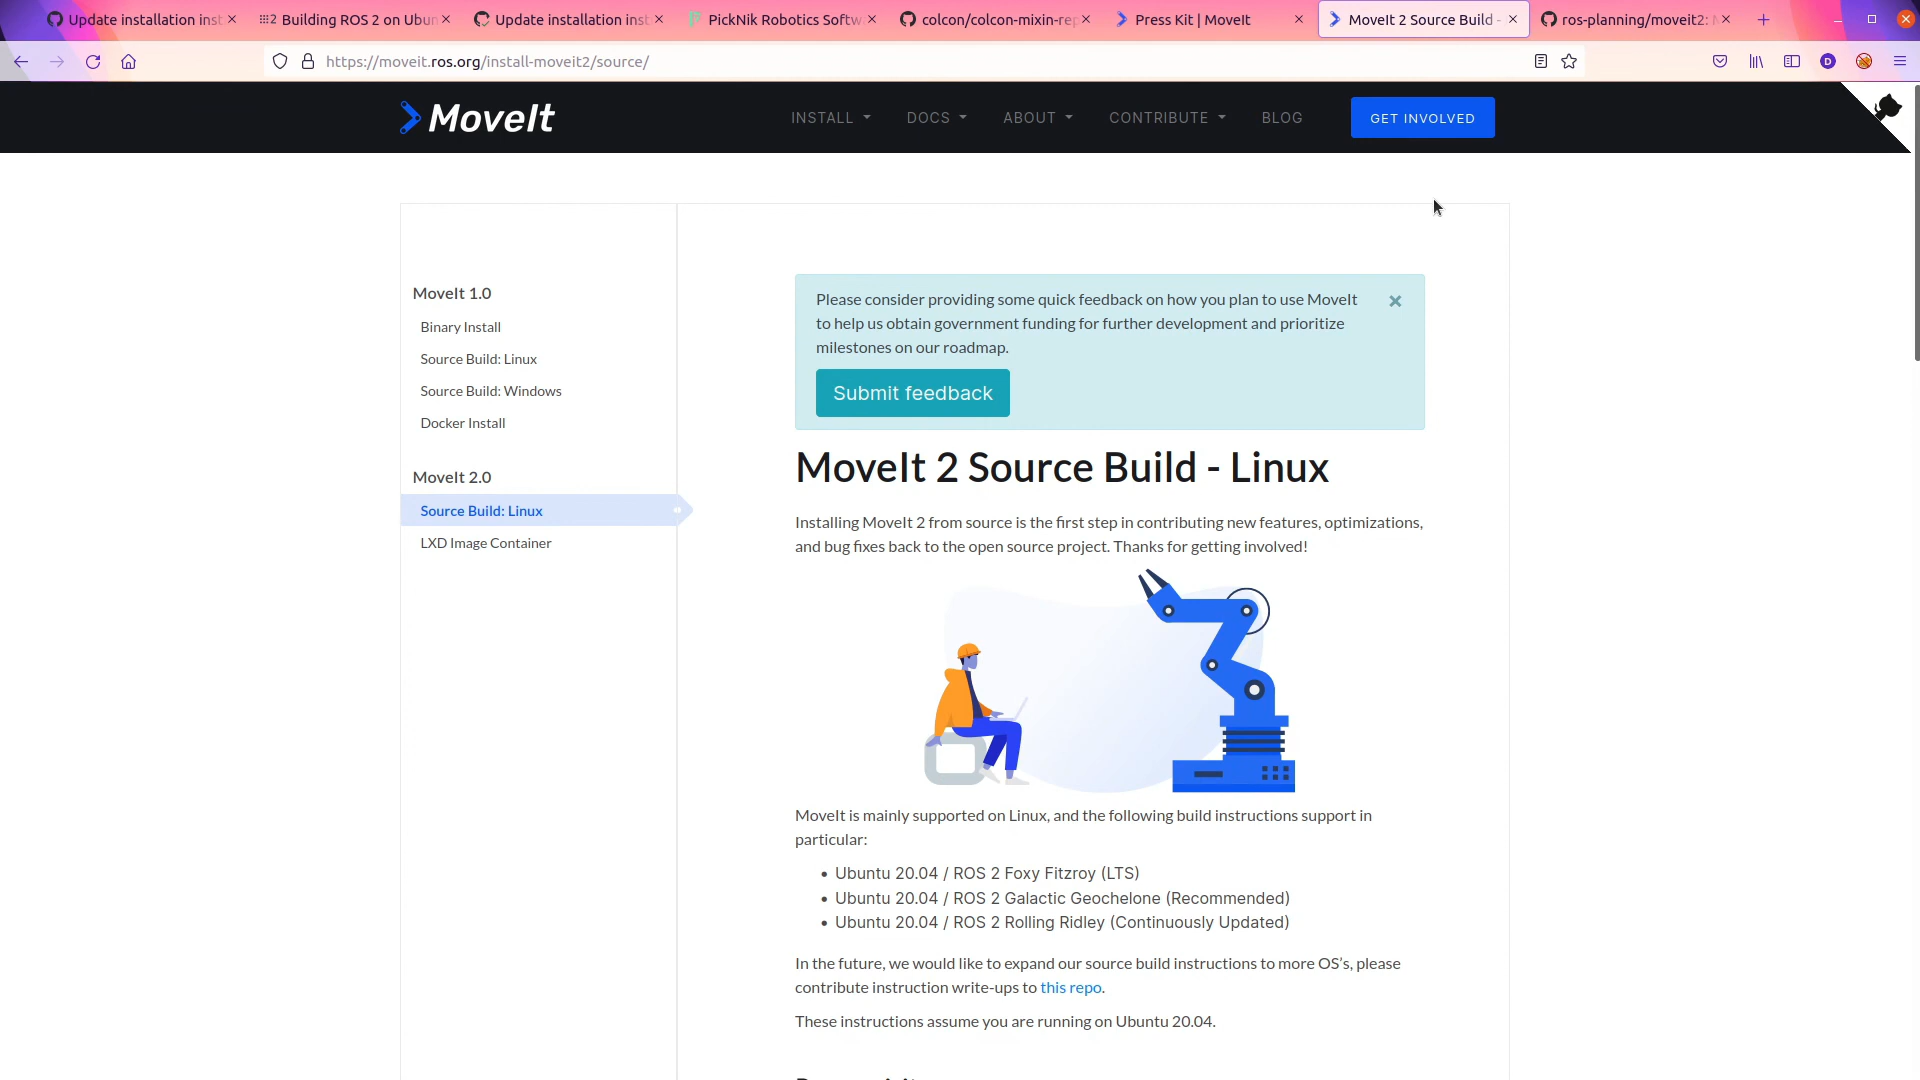 Update installation inst
Building ROS 2 on Ubun
Update installation inst
PickNik Robotics Softw
colcon/colcon-mixin-rep
Press Kit | MoveIt
MoveIt 2 Source Build -
ros-planning/moveit2:
https://moveit.ros.org/install-moveit2/source/
D
MoveIt
INSTALL
DOCS
ABOUT
CONTRIBUTE
BLOG
GET INVOLVED
MoveIt 1.0
Binary Install
Source Build: Linux
Source Build: Windows
Docker Install
MoveIt 2.0
Source Build: Linux
LXD Image Container
Please consider providing some quick feedback on how you plan to use MoveIt
to help us obtain government funding for further development and prioritize
milestones on our roadmap.
Submit feedback
MoveIt 2 Source Build - Linux
Installing MoveIt 2 from source is the first step in contributing new features, optimizations,
and bug fixes back to the open source project. Thanks for getting involved!
MoveIt is mainly supported on Linux, and the following build instructions support in
particular:
• Ubuntu 20.04 / ROS 2 Foxy Fitzroy (LTS)
• Ubuntu 20.04 / ROS 2 Galactic Geochelone (Recommended)
• Ubuntu 20.04 / ROS 2 Rolling Ridley (Continuously Updated)
In the future, we would like to expand our source build instructions to more OS’s, please
contribute instruction write-ups to this repo.
These instructions assume you are running on Ubuntu 20.04.